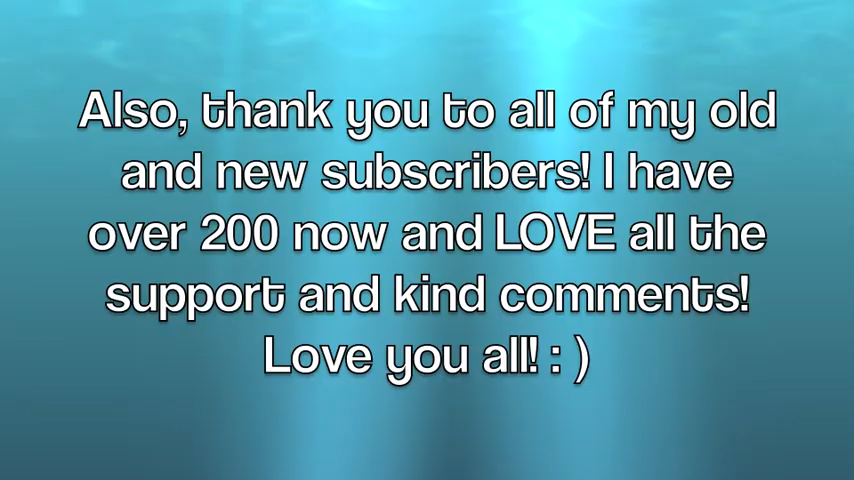 Also, thank you to all of my old
and new subscribers! I have
over 200 now and LOVE all the
support and kind comments!
Love you all! : )